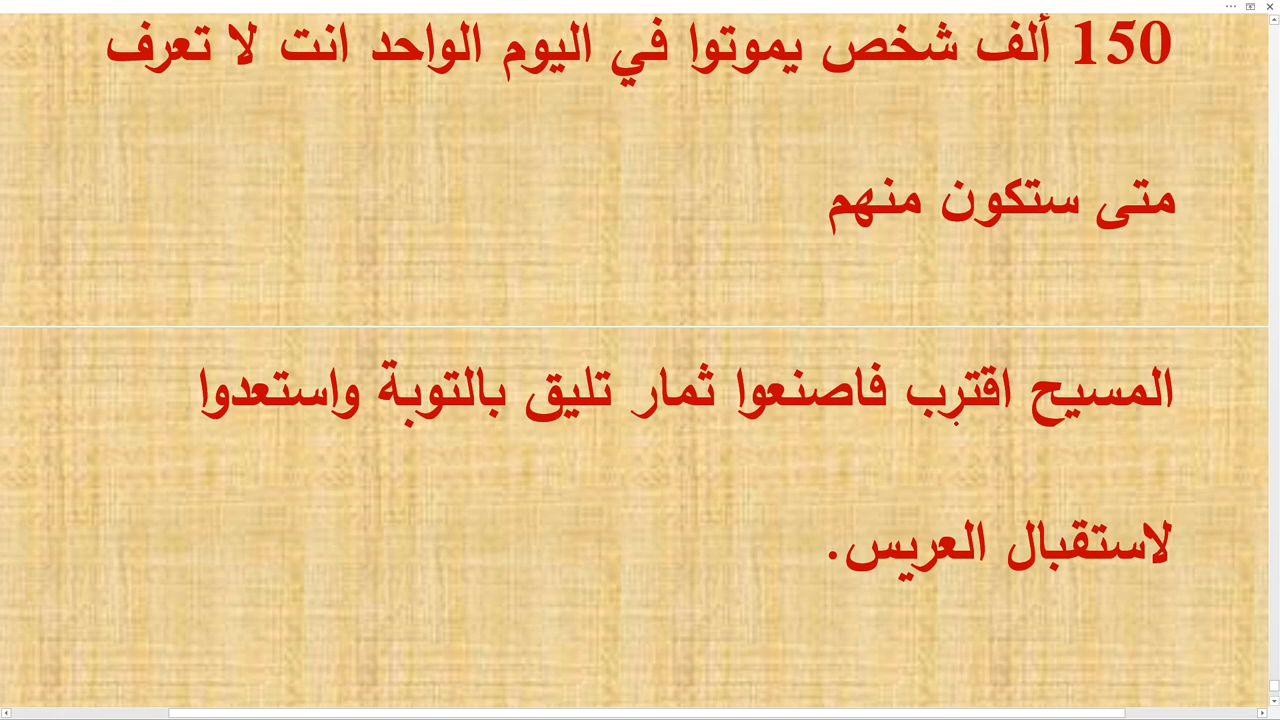 150 ألف شخص يموتوا في اليوم الواحد انت لا تعرف
متى ستكون منهم
المسيح اقترب فاصنعوا ثمار تليق بالتوبة واستعدوا
لاستقبال العريس.